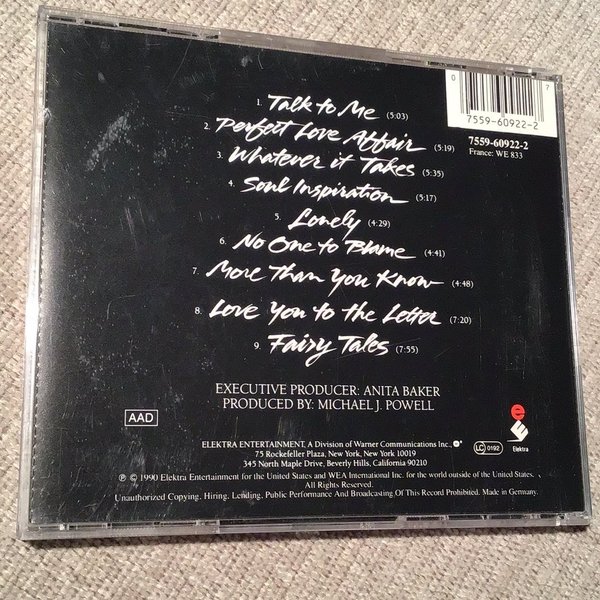 0 7
7559-60922-2
7559-60922-2
France: WE 833
1. Talk to Me (5:03)
2. Perfect Love Affair (5:19)
3. Whatever it Takes (5:35)
4. Soul Inspiration (5:17)
5. Lonely (4:29)
6. No One to Blame (4:41)
7. More Than You Know (4:48)
8. Love You to the Letter (7:20)
9. Fairy Tales (7:55)
EXECUTIVE PRODUCER: ANITA BAKER
PRODUCED BY: MICHAEL J. POWELL
AAD
ELEKTRA ENTERTAINMENT, A Division of Warner Communications Inc.,
75 Rockefeller Plaza, New York, New York 10019
345 North Maple Drive, Beverly Hills, California 90210
LC 0192
e
Elektra
℗ © 1990 Elektra Entertainment for the United States and WEA International Inc. for the world outside of the United States.
All Rights Reserved.
Unauthorized Copying, Hiring, Lending, Public Performance And Broadcasting Of This Record Prohibited. Made in Germany.